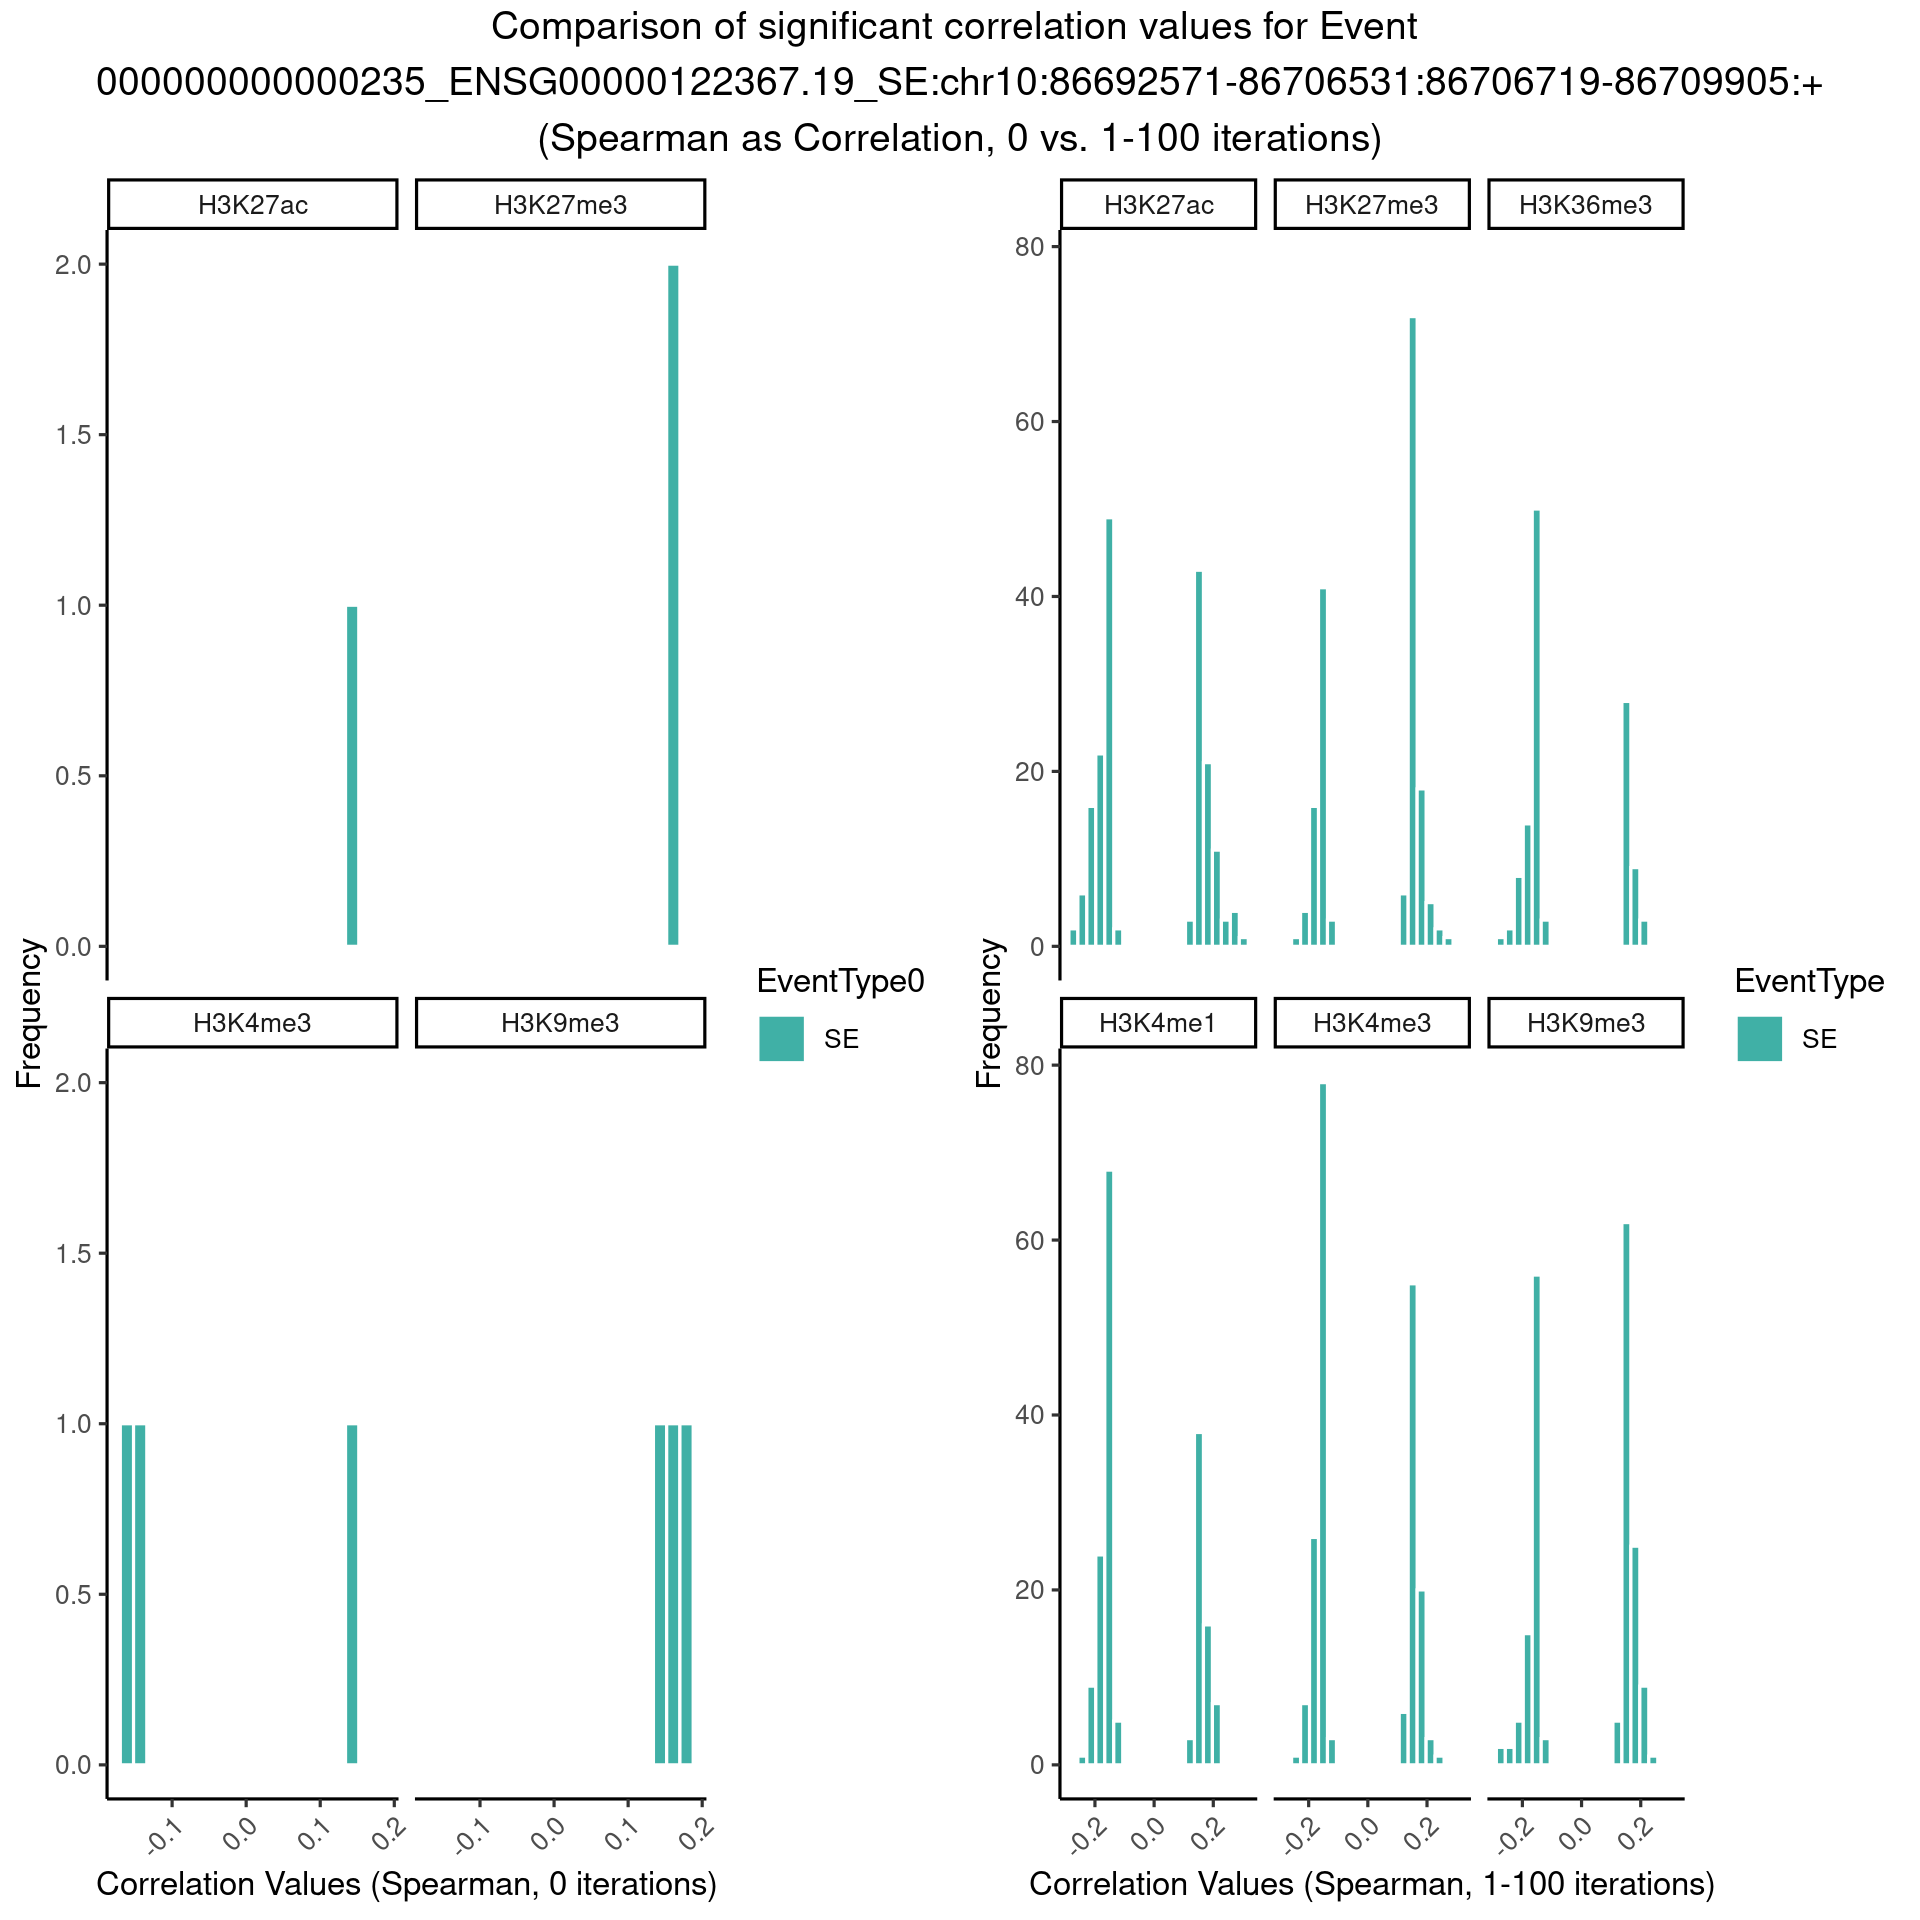 Comparison of significant correlation values for Event
000000000000235_ENSG00000122367.19_SE:chr10:86692571-86706531:86706719-86709905:+
(Spearman as Correlation, 0 vs. 1-100 iterations)
H3K27ac H3K27me3
2.0
1.5
1.0
0.5
0.0
H3K4me3 H3K9me3
2.0
1.5
1.0
0.5
0.0
-0.1 0.0 0.1 0.2 -0.1 0.0 0.1 0.2
Frequency
Correlation Values (Spearman, 0 iterations)
EventType0
SE
H3K27ac H3K27me3 H3K36me3
80
60
40
20
0
H3K4me1 H3K4me3 H3K9me3
80
60
40
20
0
-0.2 0.0 0.2 -0.2 0.0 0.2 -0.2 0.0 0.2
Frequency
Correlation Values (Spearman, 1-100 iterations)
EventType
SE